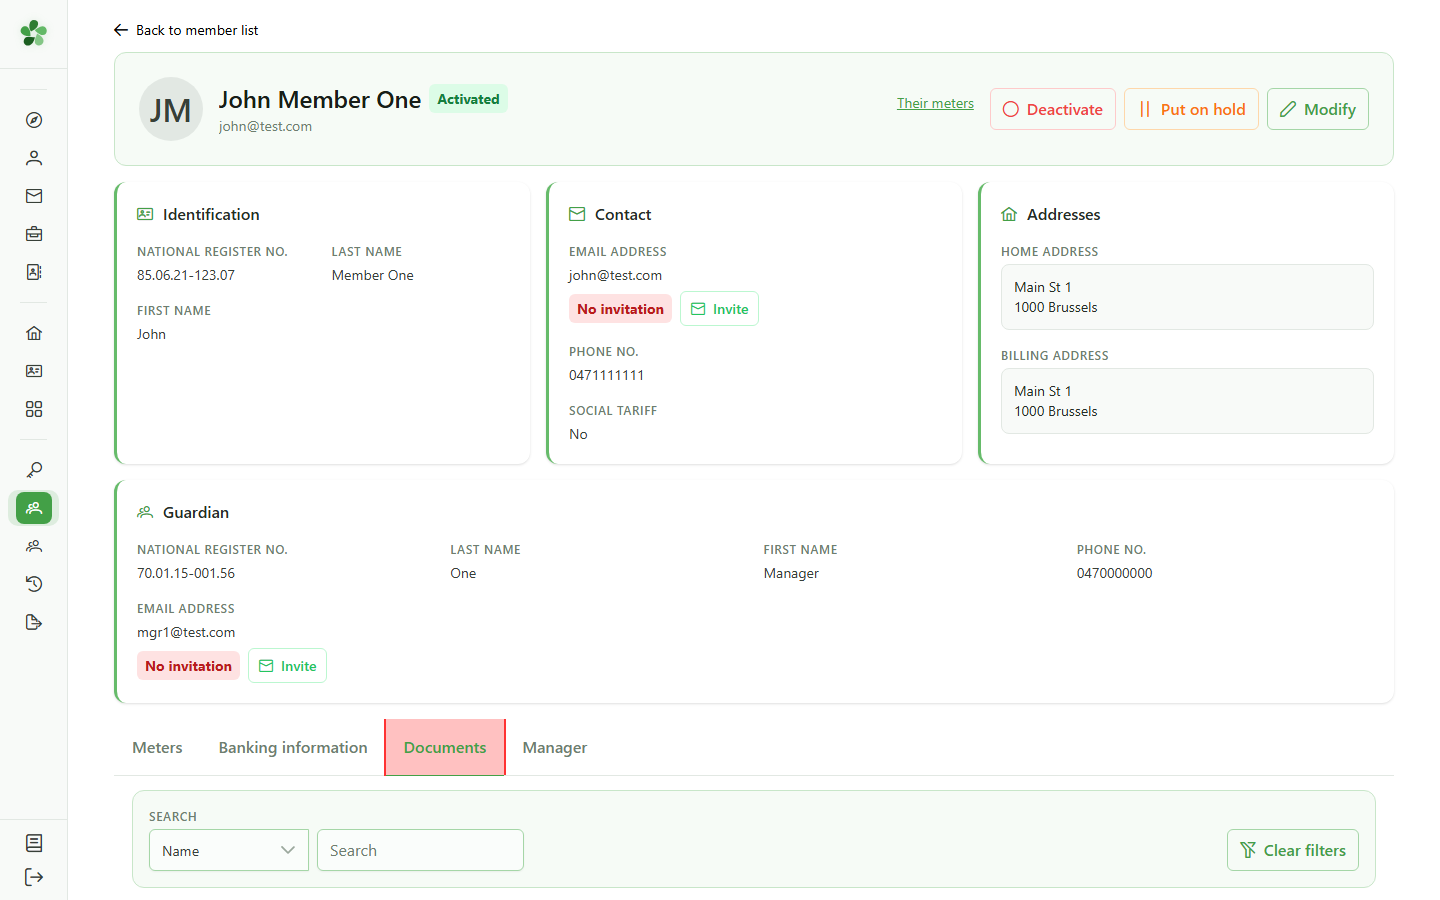 Back to member list
JM
John Member One
Activated
john@test.com
Their meters
Deactivate
Put on hold
Modify
Identification
NATIONAL REGISTER NO.
LAST NAME
85.06.21-123.07
Member One
FIRST NAME
John
Contact
EMAIL ADDRESS
john@test.com
No invitation
Invite
PHONE NO.
0471111111
SOCIAL TARIFF
No
Addresses
HOME ADDRESS
Main St 1
1000 Brussels
BILLING ADDRESS
Main St 1
1000 Brussels
Guardian
NATIONAL REGISTER NO.
LAST NAME
FIRST NAME
PHONE NO.
70.01.15-001.56
One
Manager
0470000000
EMAIL ADDRESS
mgr1@test.com
No invitation
Invite
Meters
Banking information
Documents
Manager
SEARCH
Name
Search
Clear filters